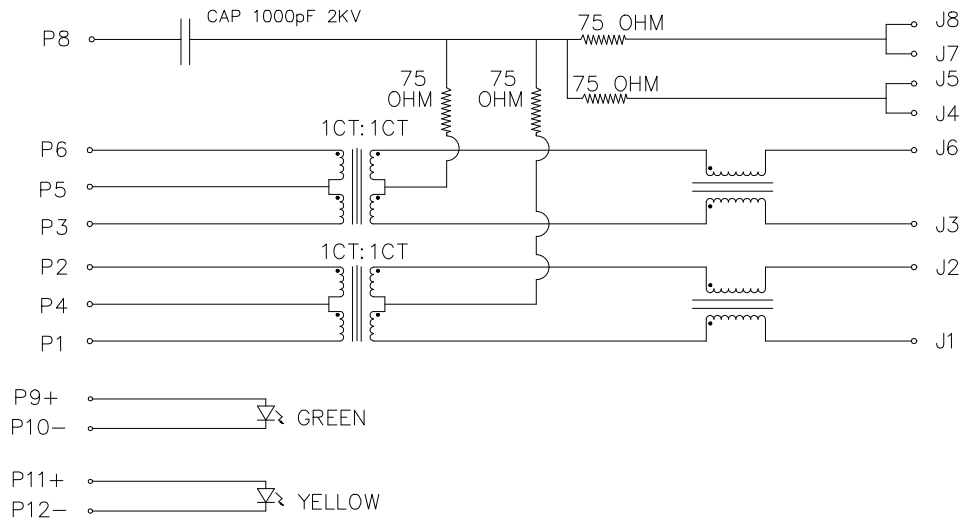 CAP 1000pF 2KV
P8
75 OHM
J8
J7
75
OHM
75
OHM
75 OHM
J5
J4
1CT:1CT
P6
J6
P5
P3
J3
1CT:1CT
P2
J2
P4
P1
J1
P9+
P10-
GREEN
P11+
P12-
YELLOW